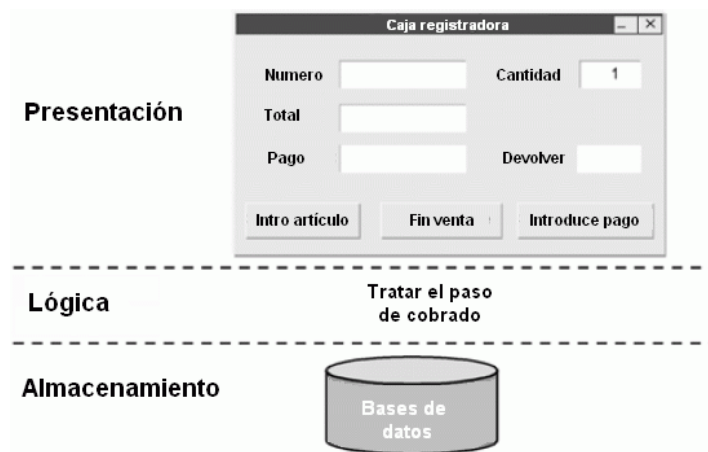 Caja registradora
Numero
Cantidad
1
Presentación
Total
Pago
Devolver
Intro artículo
Fin venta
Introduce pago
Lógica
Tratar el paso
de cobrado
Almacenamiento
Bases de
datos